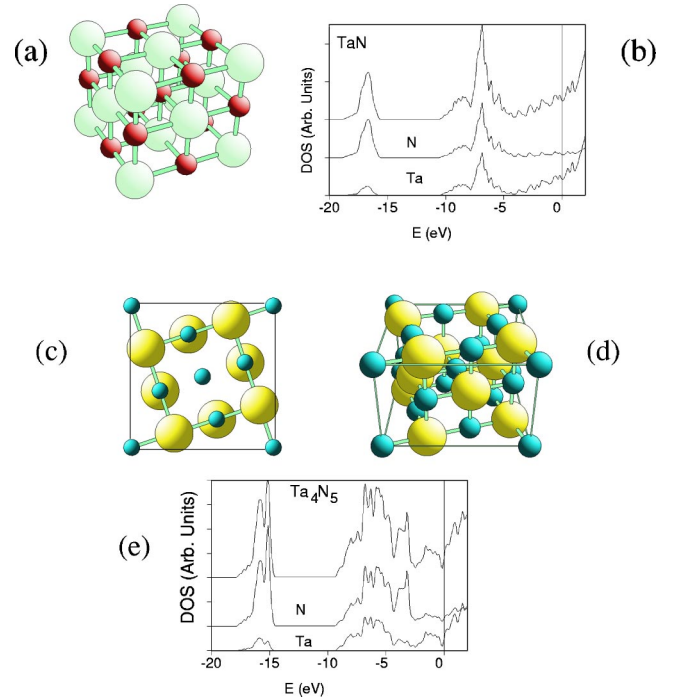 (a)
(b)
TaN
N
Ta
DOS (Arb. Units)
-20 -15 -10 -5 0
E (eV)
(c)
(d)
(e)
Ta4N5
N
Ta
DOS (Arb. Units)
-20 -15 -10 -5 0
E (eV)